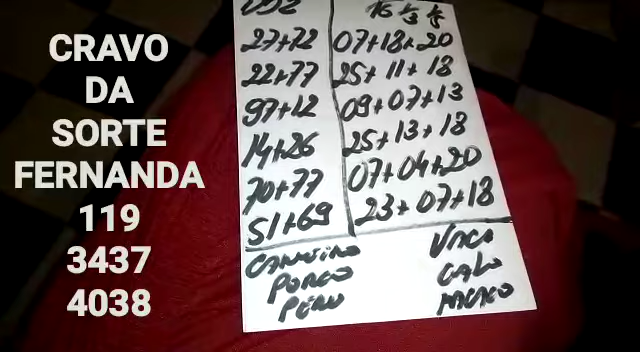 CRAVO
DA
SORTE
FERNANDA
119
3437
4038
27+72 07+18+20
22+77 25+11+18
97+12 09+07+13
14+26 25+13+18
70+77 07+04+20
51+69 23+07+18
CARNEIRO VACA
PORCO GALO
PERU MACACO